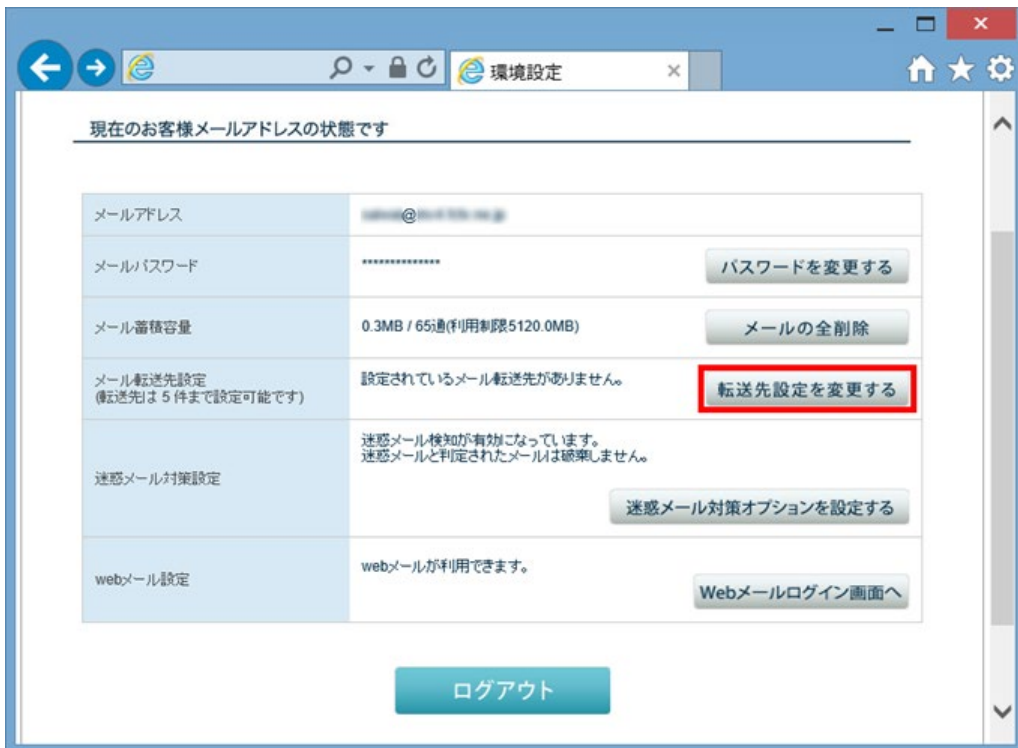 環境設定
現在のお客様メールアドレスの状態です
メールアドレス
@
メールパスワード
**************
パスワードを変更する
メール蓄積容量
0.3MB / 65通(利用制限5120.0MB)
メールの全削除
メール転送先設定
(転送先は5件まで設定可能です)
設定されているメール転送先がありません。
転送先設定を変更する
迷惑メール対策設定
迷惑メール検知が有効になっています。
迷惑メールと判定されたメールは破棄しません。
迷惑メール対策オプションを設定する
webメール設定
webメールが利用できます。
Webメールログイン画面へ
ログアウト